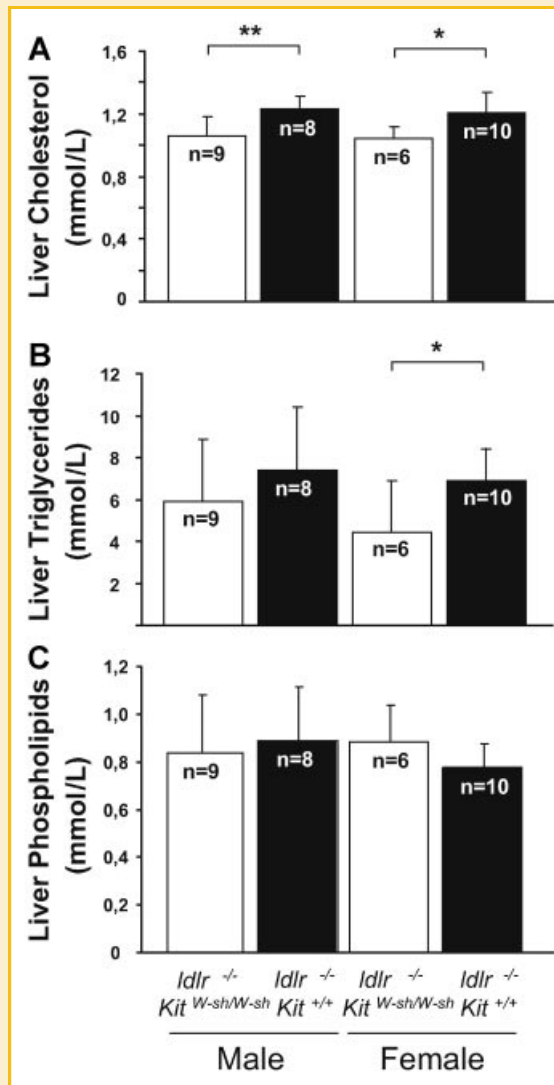 A
Liver Cholesterol
(mmol/L)
1,6
1,2
0,8
0,4
0
**
*
n=9
n=8
n=6
n=10
B
Liver Triglycerides
(mmol/L)
12
10
8
6
4
2
*
n=9
n=8
n=6
n=10
C
Liver Phospholipids
(mmol/L)
1,2
1,0
0,8
0,6
0,4
0,2
0
n=9
n=8
n=6
n=10
ldlr -/- ldlr -/- ldlr -/- ldlr -/-
Kit W-sh/W-sh Kit +/+ Kit W-sh/W-sh Kit +/+
Male Female